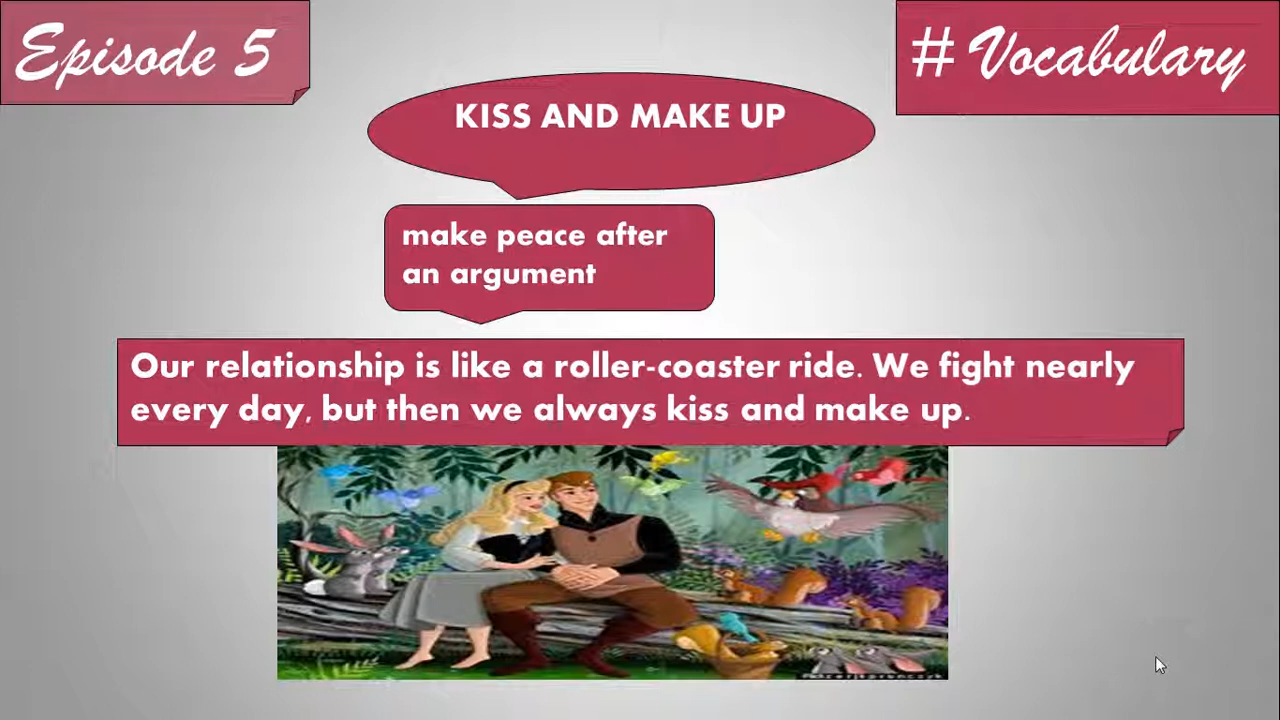 Episode 5
# Vocabulary
KISS AND MAKE UP
make peace after
an argument
Our relationship is like a roller-coaster ride. We fight nearly
every day, but then we always kiss and make up.